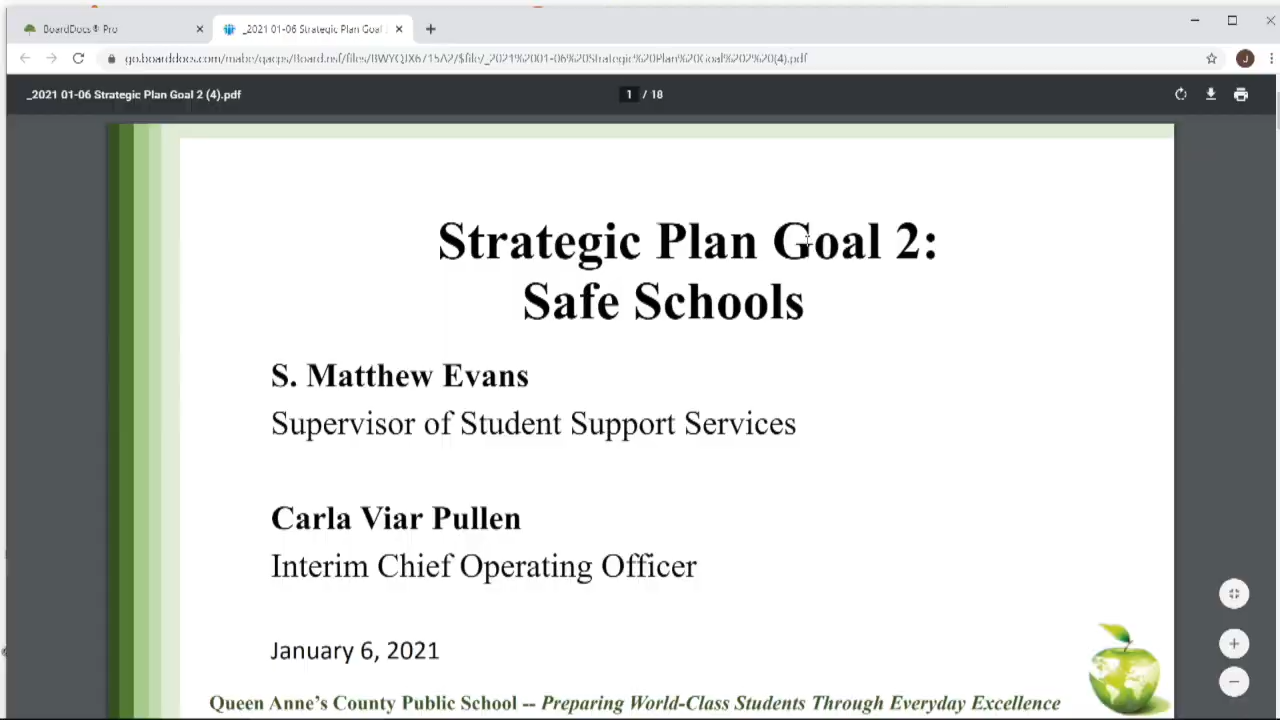 BoardDocs® Pro
_2021 01-06 Strategic Plan Goal
_2021 01-06 Strategic Plan Goal 2 (4).pdf
1 / 18
Strategic Plan Goal 2:
Safe Schools
S. Matthew Evans
Supervisor of Student Support Services
Carla Viar Pullen
Interim Chief Operating Officer
January 6, 2021
Queen Anne's County Public School -- Preparing World-Class Students Through Everyday Excellence